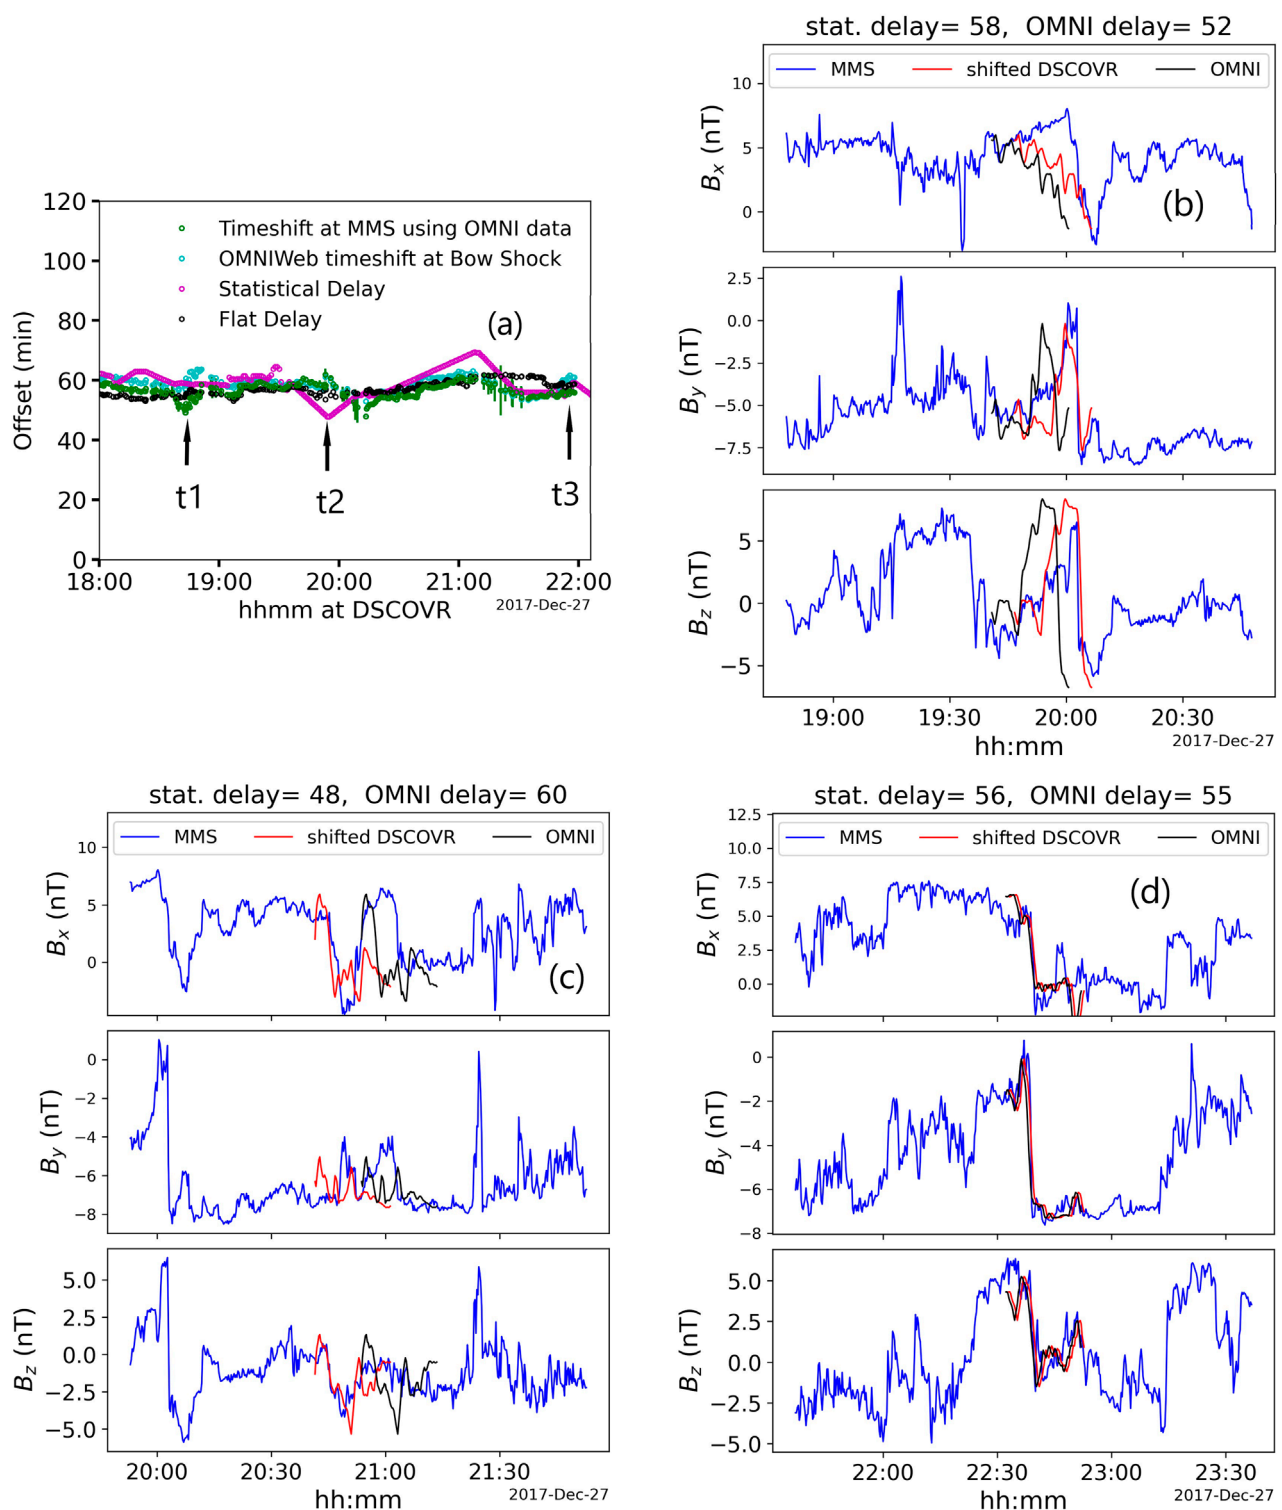 stat. delay= 58,  OMNI delay= 52
MMS shifted DSCOVR OMNI
10
5
0
Bx (nT)
(b)
2.5
0.0
−2.5
−5.0
−7.5
By (nT)
5
0
−5
Bz (nT)
19:00 19:30 20:00 20:30
hh:mm
2017-Dec-27
120
100
80
60
40
20
0
Offset (min)
Timeshift at MMS using OMNI data
OMNIWeb timeshift at Bow Shock
Statistical Delay
Flat Delay
(a)
t1
t2
t3
18:00 19:00 20:00 21:00 22:00
hhmm at DSCOVR
2017-Dec-27
stat. delay= 48,  OMNI delay= 60
MMS shifted DSCOVR OMNI
10
5
0
Bx (nT)
(c)
0
−2
−4
−6
−8
By (nT)
5.0
2.5
0.0
−2.5
−5.0
Bz (nT)
20:00 20:30 21:00 21:30
hh:mm
2017-Dec-27
stat. delay= 56,  OMNI delay= 55
MMS shifted DSCOVR OMNI
12.5
10.0
7.5
5.0
2.5
0.0
Bx (nT)
(d)
0
−2
−4
−6
−8
By (nT)
5.0
2.5
0.0
−2.5
−5.0
Bz (nT)
22:00 22:30 23:00 23:30
hh:mm
2017-Dec-27